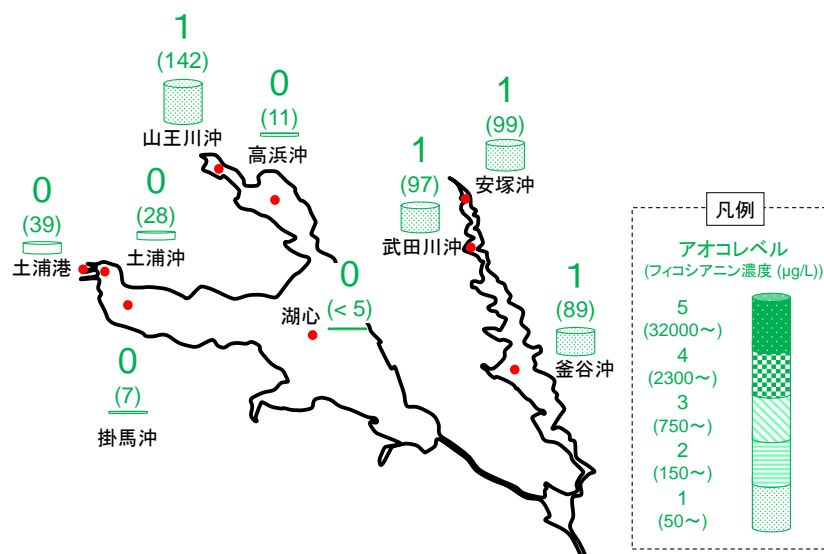 1
(142)
山王川沖
0
(11)
高浜沖
1
(99)
安塚沖
1
(97)
武田川沖
0
(39)
土浦港
0
(28)
土浦沖
0
(< 5)
湖心
1
(89)
釜谷沖
0
(7)
掛馬沖
凡例
アオコレベル
(フィコシアニン濃度 (μg/L))
5
(32000～)
4
(2300～)
3
(750～)
2
(150～)
1
(50～)